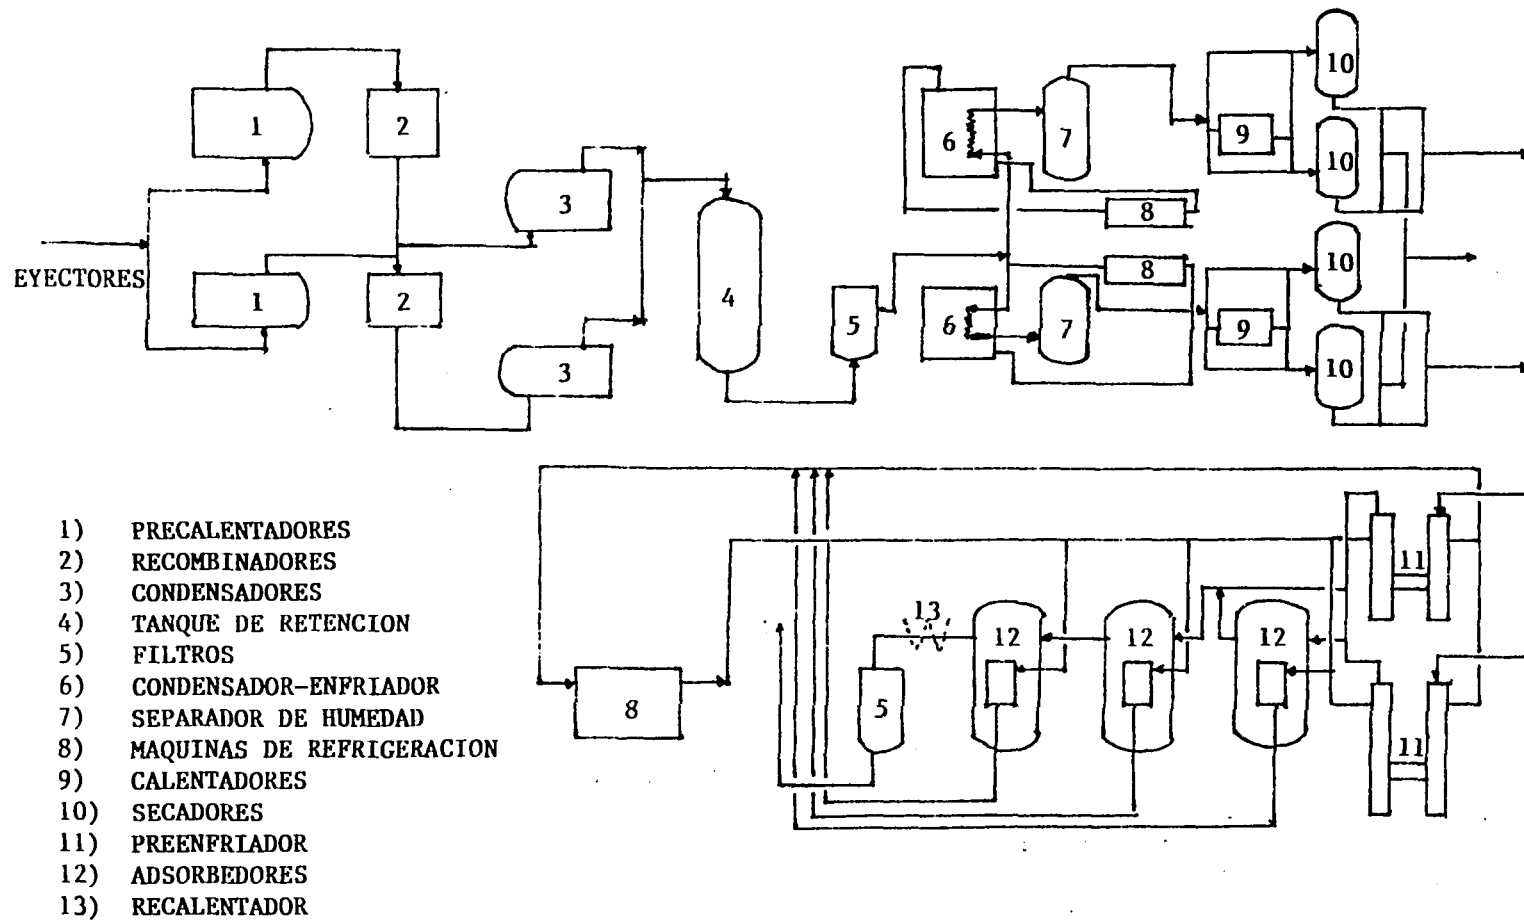 10
1
2
6
7
9
10
3
8
EYECTORES
4
8
10
1
2
5
6
7
9
3
10
1) PRECALENTADORES
2) RECOMBINADORES
3) CONDENSADORES
4) TANQUE DE RETENCION
5) FILTROS
6) CONDENSADOR-ENFRIADOR
7) SEPARADOR DE HUMEDAD
8) MAQUINAS DE REFRIGERACION
9) CALENTADORES
10) SECADORES
11) PREENFRIADOR
12) ADSORBEDORES
13) RECALENTADOR
11
13
12
12
12
8
5
11